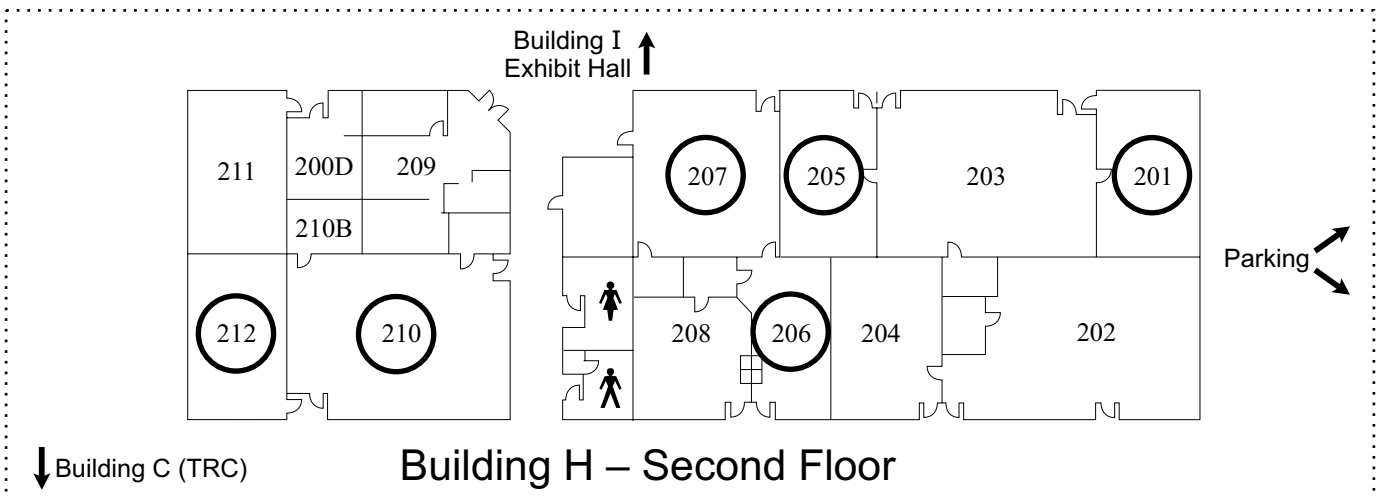 Building I
Exhibit Hall
211
200D
209
210B
207
205
203
201
Parking
212
210
208
206
204
202
Building C (TRC)
Building H – Second Floor